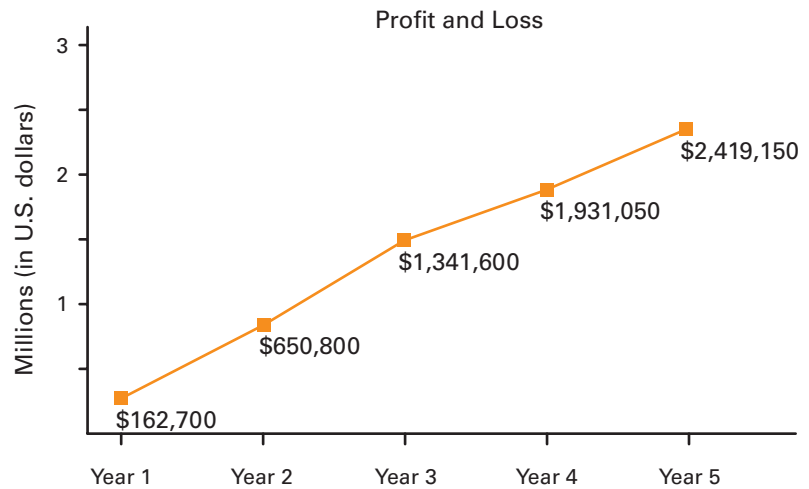 Profit and Loss
Millions (in U.S. dollars)
3
2
1
$2,419,150
$1,931,050
$1,341,600
$650,800
$162,700
Year 1
Year 2
Year 3
Year 4
Year 5